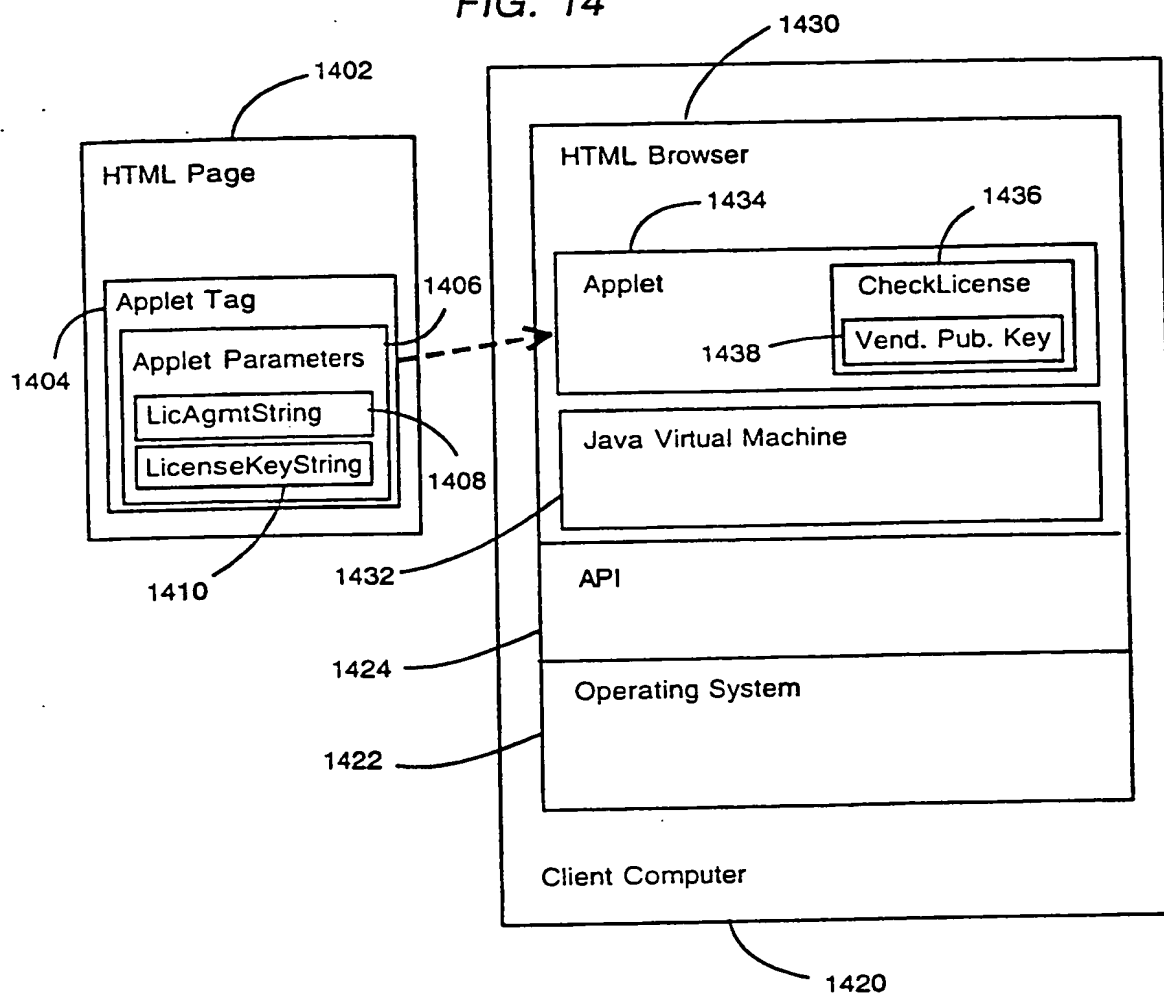 FIG. 14
1430
1402
HTML Page
HTML Browser
1434
1436
Applet Tag
1406
Applet
CheckLicense
Applet Parameters
1438
Vend. Pub. Key
1404
LicAgmtString
Java Virtual Machine
LicenseKeyString
1408
1410
1432
API
1424
Operating System
1422
Client Computer
1420